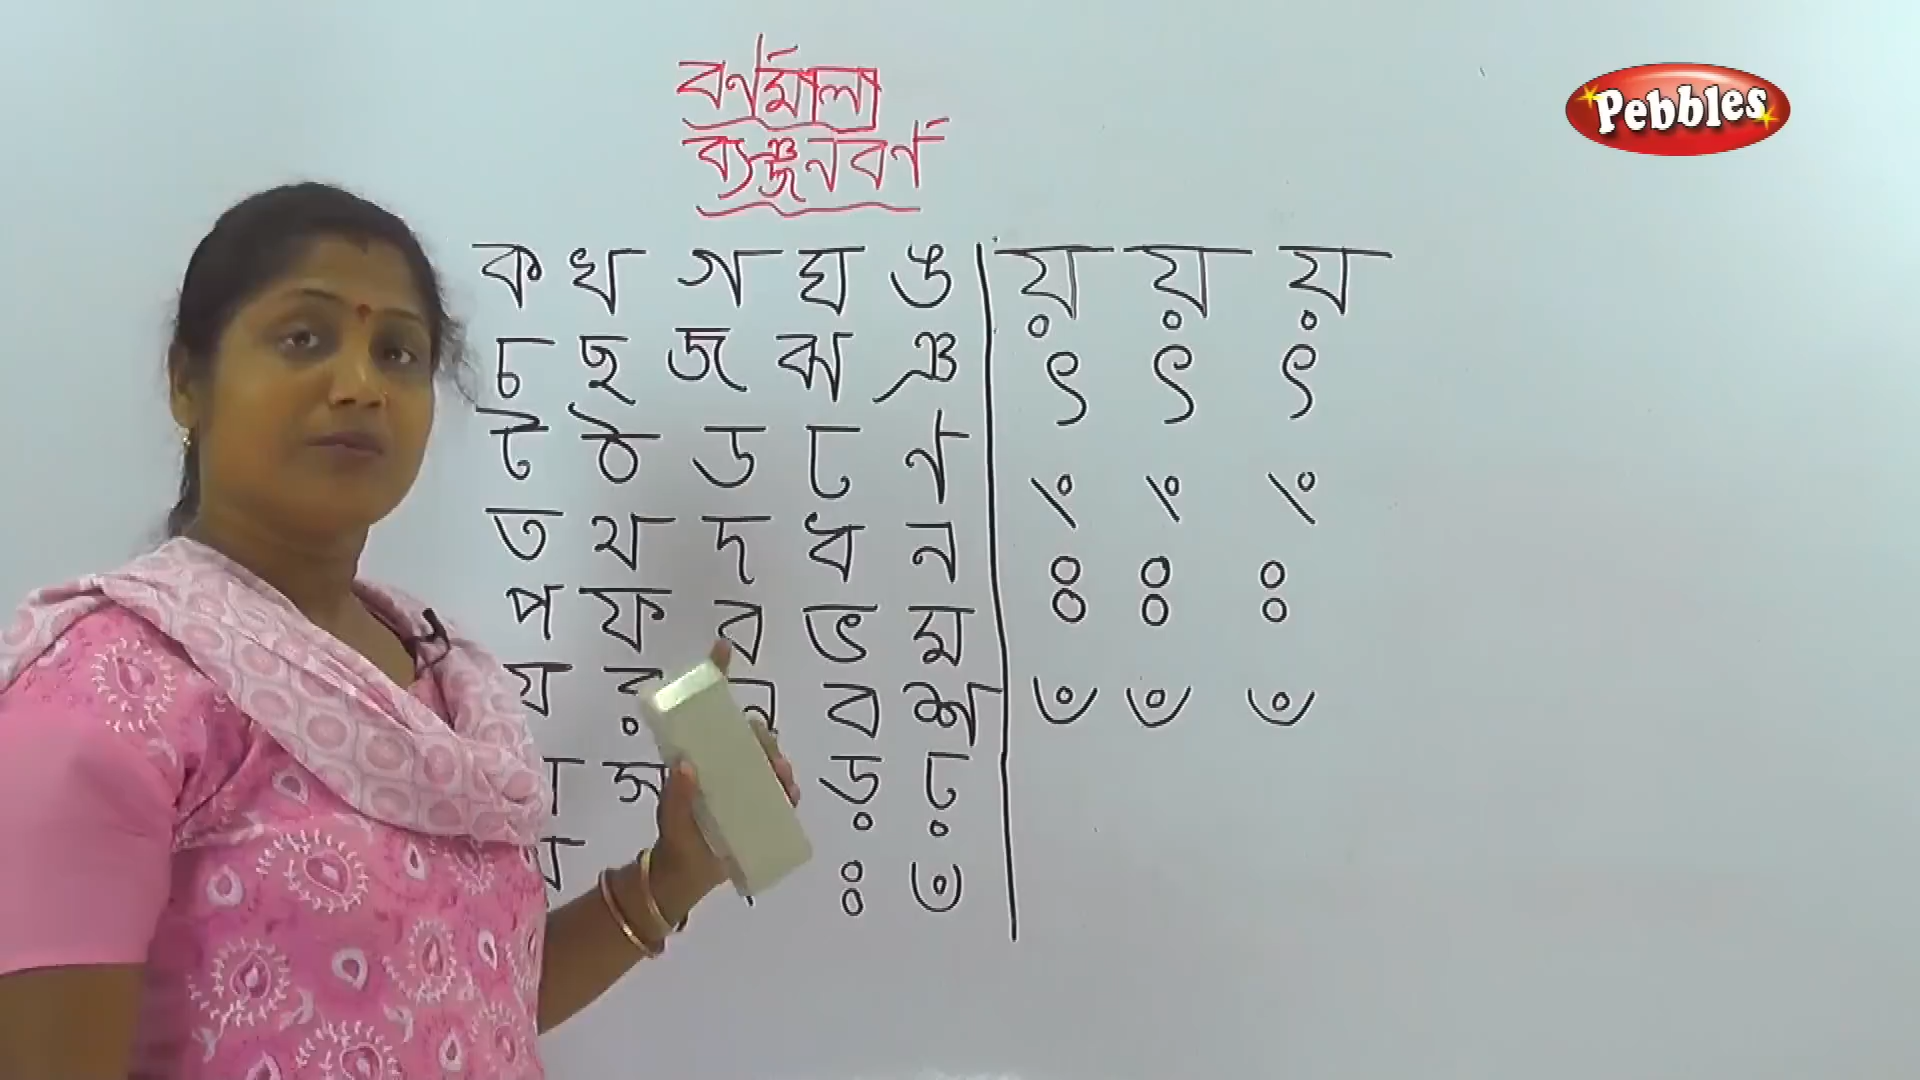 Pebbles
বর্ণমালা
ব্যঞ্জনবর্ণ
ক খ গ ঘ ঙ য় য় য়
চ ছ জ ঝ ঞ ৎ ৎ ৎ
ট ঠ ড ঢ ণ ং ং ং
ত থ দ ধ ন ঃ ঃ ঃ
প ফ ব ভ ম
য র ব শ ঁ ঁ ঁ
ড় ঢ়
ঃ ঁ